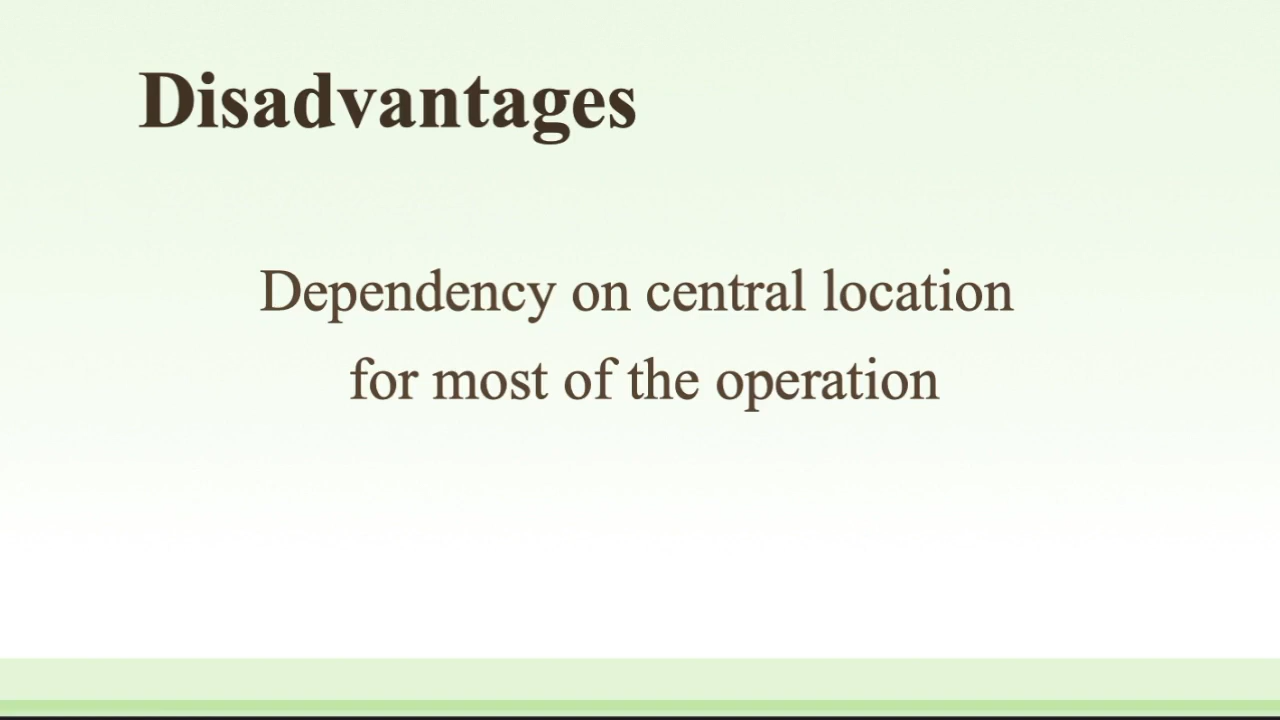 Disadvantages
Dependency on central location
for most of the operation